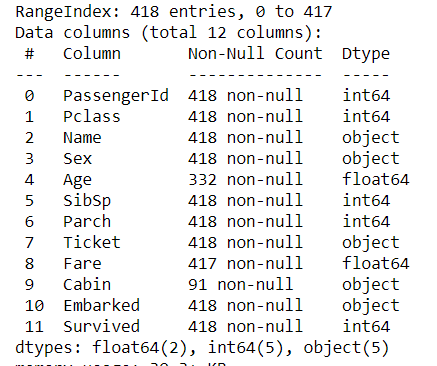 RangeIndex: 418 entries, 0 to 417
Data columns (total 12 columns):
 #   Column       Non-Null Count  Dtype
---  ------       --------------  -----
 0   PassengerId  418 non-null    int64
 1   Pclass       418 non-null    int64
 2   Name         418 non-null    object
 3   Sex          418 non-null    object
 4   Age          332 non-null    float64
 5   SibSp        418 non-null    int64
 6   Parch        418 non-null    int64
 7   Ticket       418 non-null    object
 8   Fare         417 non-null    float64
 9   Cabin        91 non-null     object
 10  Embarked     418 non-null    object
 11  Survived     418 non-null    int64
dtypes: float64(2), int64(5), object(5)